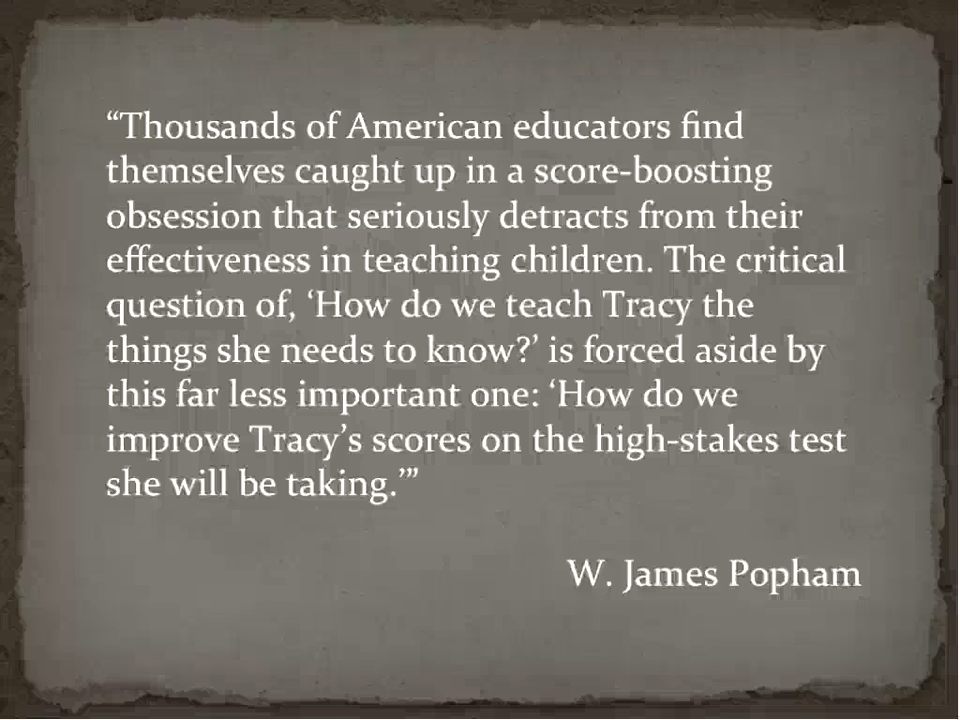 “Thousands of American educators find
themselves caught up in a score-boosting
obsession that seriously detracts from their
effectiveness in teaching children. The critical
question of, ‘How do we teach Tracy the
things she needs to know?’ is forced aside by
this far less important one: ‘How do we
improve Tracy’s scores on the high-stakes test
she will be taking.’”
W. James Popham